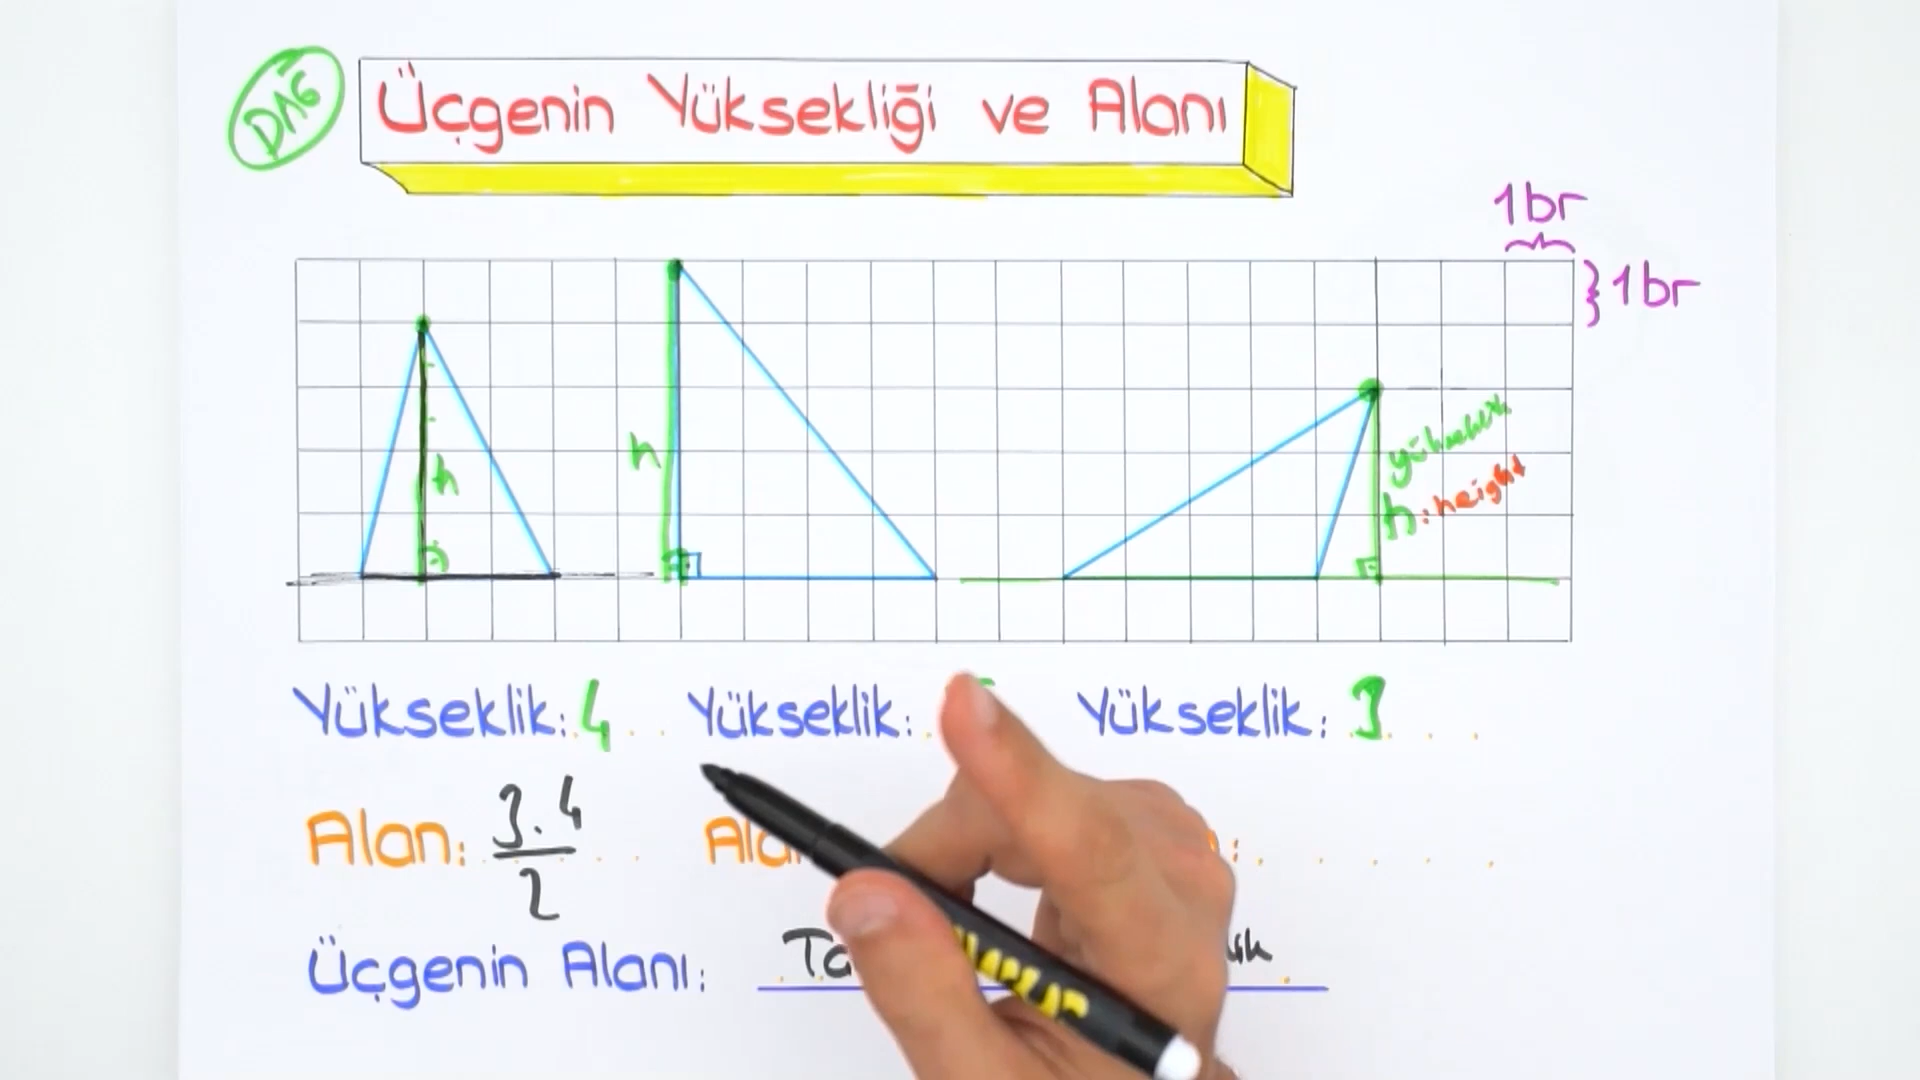 DAĞ
Üçgenin Yüksekliği ve Alanı
1br
1br
h
h
yükseklik
h: height
Yükseklik: 4 Yükseklik: Yükseklik: 3
Alan: 3.4
2
Üçgenin Alanı: